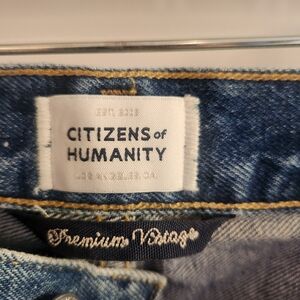 EST. 2003
CITIZENS of
HUMANITY
LOS ANGELES, CA.
Premium Vintage